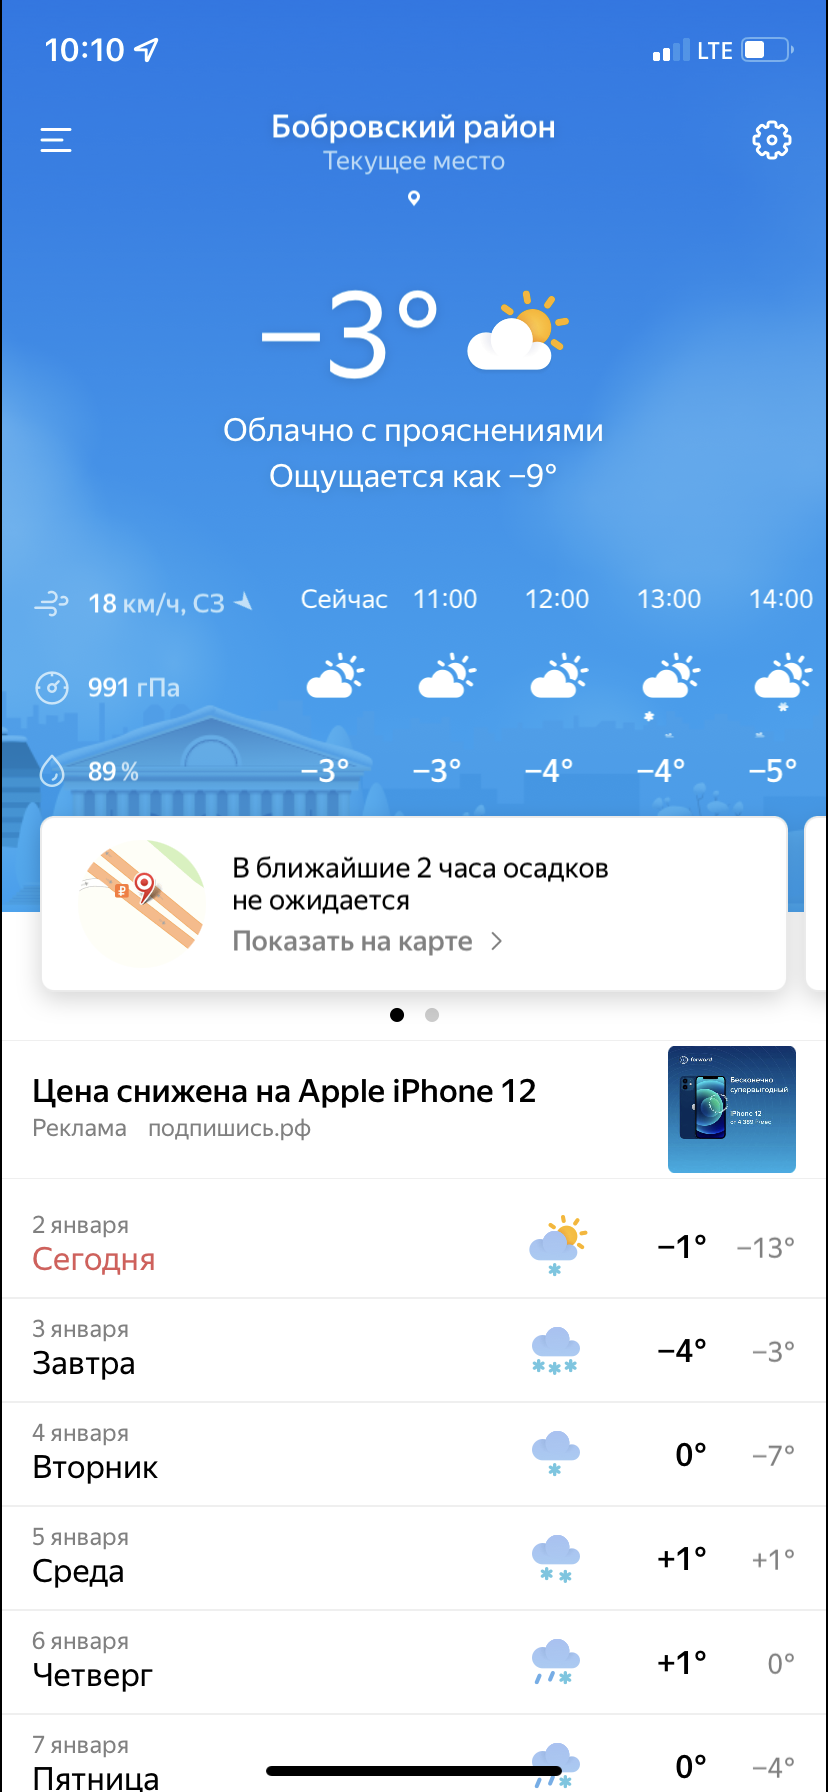 10:10
LTE
Бобровский район
Текущее место
−3°
Облачно с прояснениями
Ощущается как −9°
18 км/ч, СЗ
991 гПа
89 %
Сейчас 11:00 12:00 13:00 14:00
−3° −3° −4° −4° −5°
В ближайшие 2 часа осадков
не ожидается
Показать на карте
Цена снижена на Apple iPhone 12
Реклама подпишись.рф
forward
Бесконечно
супервыгодный
iPhone 12
2 января
Сегодня
−1° −13°
3 января
Завтра
−4° −3°
4 января
Вторник
0° −7°
5 января
Среда
+1° +1°
6 января
Четверг
+1° 0°
7 января
Пятница
0° −4°